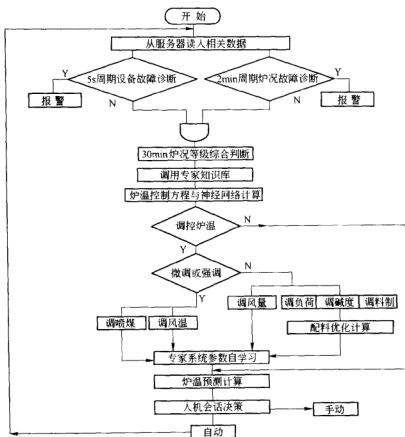 开 始
从服务器读入相关数据
Y 5s周期设备故障诊断 2min周期炉况故障诊断 Y
报 警 N N 报 警
30min 炉况等级综合判断
调用专家知识库
炉温控制方程与神经网络计算
调控炉温 N
Y
微调或强调 N
Y
调风量 调负荷 调碱度 调料制
调喷煤 调风温
配料优化计算
专家系统参数自学习
炉温预测计算
人机会话决策 手动
自动